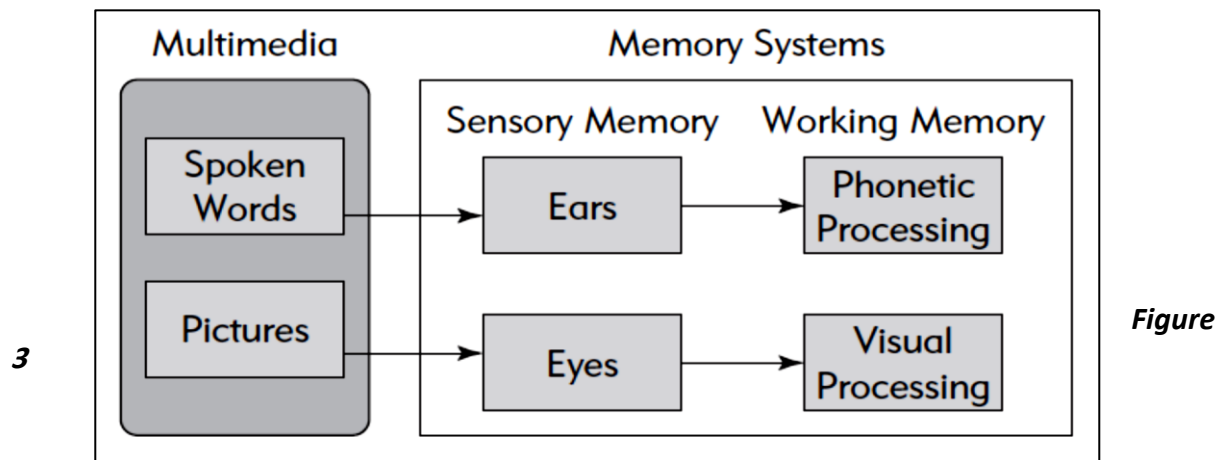 Multimedia
Memory Systems
Sensory Memory
Working Memory
Spoken
Words
Ears
Phonetic
Processing
Pictures
Eyes
Visual
Processing
Figure
3